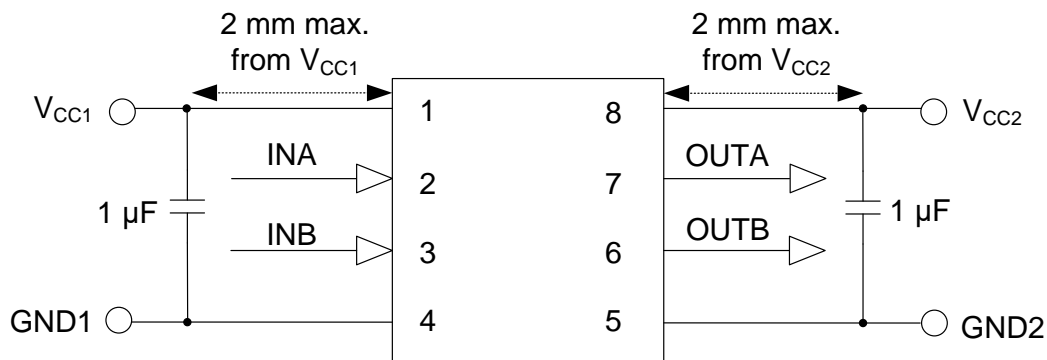 2 mm max.
from VCC1
2 mm max.
from VCC2
VCC1
1
8
VCC2
INA
OUTA
2
7
1 µF
1 µF
INB
OUTB
3
6
GND1
4
5
GND2